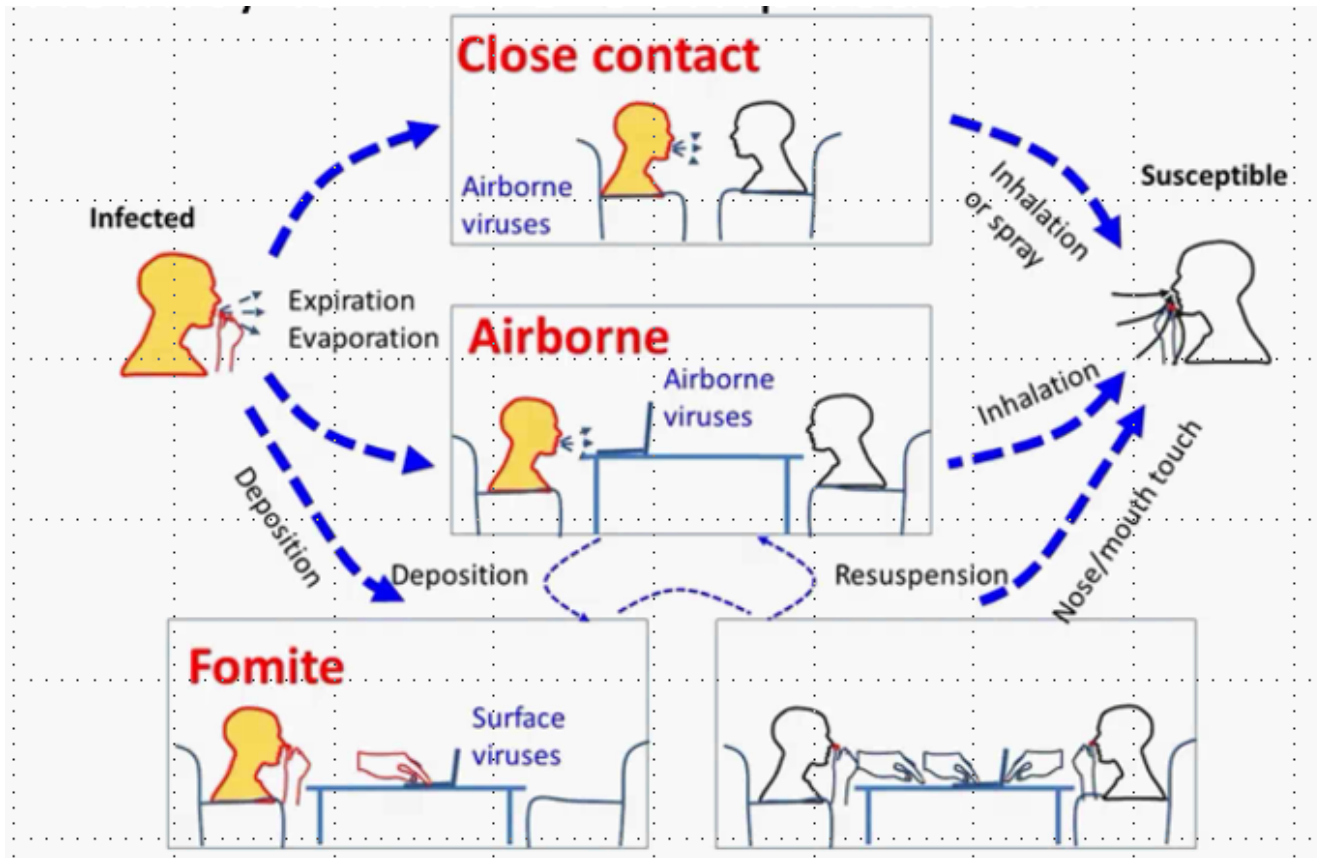 Close contact
Airborne
viruses
Infected
Expiration
Evaporation
Inhalation
or spray
Susceptible
Airborne
Airborne
viruses
Inhalation
Deposition
Deposition
Resuspension
Nose/mouth touch
Fomite
Surface
viruses